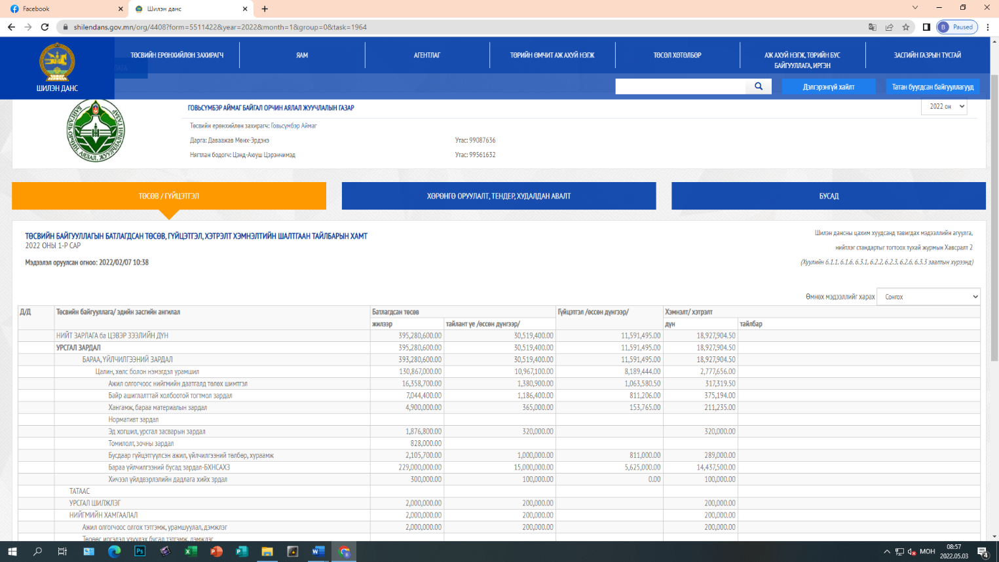 Facebook
Шилэн данс
shilendans.gov.mn/org/4408?form=5511422&year=2022&month=1&group=0&task=1964
B Paused
ШИЛЭН ДАНС
ТӨСВИЙН ЕРӨНХИЙЛӨН ЗАХИРАГЧ
ЯАМ
АГЕНТЛАГ
ТӨРИЙН ӨМЧИТ АЖ АХУЙ НЭГЖ
ТӨСӨЛ ХӨТӨЛБӨР
АЖ АХУЙ НЭГЖ, ТӨРИЙН БУС
БАЙГУУЛЛАГА, ИРГЭН
ЗАСГИЙН ГАЗРЫН ТУСГАЙ
Дэлгэрэнгүй хайлт
Татан буугдсан байгууллагууд
БАЙГАЛЬ ОРЧИН, АЯЛАЛ, ЖУУЛЧЛАЛЫН ГАЗАР
ГОВЬСҮМБЭР АЙМАГ БАЙГАЛ ОРЧИН АЯЛАЛ ЖУУЧЛАЛЫН ГАЗАР
2022 он
Төсвийн ерөнхийлөн захирагч: Говьсүмбэр Аймаг
Дарга: Даваажав Мөнх-Эрдэнэ
Утас: 99087636
Нягтлан бодогч: Цэнд-Аюуш Цэрэнчимэд
Утас: 99561632
ТӨСӨВ / ГҮЙЦЭТГЭЛ
ХӨРӨНГӨ ОРУУЛАЛТ, ТЕНДЕР, ХУДАЛДАН АВАЛТ
БУСАД
ТӨСВИЙН БАЙГУУЛЛАГЫН БАТЛАГДСАН ТӨСӨВ, ГҮЙЦЭТГЭЛ, ХЭТРЭЛТ ХЭМНЭЛТИЙН ШАЛТГААН ТАЙЛБАРЫН ХАМТ
2022 ОНЫ 1-Р САР
Мэдээлэл оруулсан огноо: 2022/02/07 10:38
Шилэн дансны цахим хуудсанд тавигдах мэдээллийн агуулга,
нийтлэг стандартыг тогтоох тухай журмын Хавсралт 2
(Хуулийн 6.1.1, 6.1.6, 6.3.1, 6.2.2, 6.2.3, 6.2.6, 6.3.3 заалтын хүрээнд)
Өмнөх мэдээллийг харах Сонгох
Д/Д Төсвийн байгууллага/ эдийн засгийн ангилал Батлагдсан төсөв Гүйцэтгэл /өссөн дүнгээр/ Хэмнэлт/ хэтрэлт
жилээр тайлант үе /өссөн дүнгээр/ дүн тайлбар
НИЙТ ЗАРЛАГА ба ЦЭВЭР ЗЭЭЛИЙН ДҮН 395,280,600.00 30,519,400.00 11,591,495.00 18,927,904.50
УРСГАЛ ЗАРДАЛ 395,280,600.00 30,519,400.00 11,591,495.00 18,927,904.50
БАРАА, ҮЙЛЧИЛГЭЭНИЙ ЗАРДАЛ 393,280,600.00 30,519,400.00 11,591,495.00 18,927,904.50
Цалин, хөлс болон нэмэгдэл урамшил 130,867,000.00 10,967,100.00 8,189,444.00 2,777,656.00
Ажил олгогчоос нийгмийн даатгалд төлөх шимтгэл 16,358,700.00 1,380,900.00 1,063,580.50 317,319.50
Байр ашиглалттай холбоотой тогтмол зардал 7,044,400.00 1,186,400.00 811,206.00 375,194.00
Хангамж, бараа материалын зардал 4,900,000.00 365,000.00 153,765.00 211,235.00
Нормативт зардал
Эд хогшил, урсгал засварын зардал 1,876,800.00 320,000.00 320,000.00
Томилолт, зочны зардал 828,000.00
Бусдаар гүйцэтгүүлсэн ажил, үйлчилгээний төлбөр, хураамж 2,105,700.00 1,000,000.00 811,000.00 289,000.00
Бараа үйлчилгээний бусад зардал-БХНСАХЗ 229,000,000.00 15,000,000.00 5,625,000.00 14,437,500.00
Хичээл үйлдвэрлэлийн дадлага хийх зрдал 300,000.00 100,000.00 0.00 100,000.00
ТАТААС
УРСГАЛ ШИЛЖЛЭГ 2,000,000.00 200,000.00 200,000.00
НИЙГМИЙН ХАМГААЛАЛ 2,000,000.00 200,000.00 200,000.00
Ажил олгогчоос олгох тэтгэмж, урамшуулал, дэмжлэг 2,000,000.00 200,000.00 200,000.00
Төрөөс иргэдэд үзүүлэх бусад тэтгэмж, дэмжлэг
МОН
08:57
2022.05.03
4